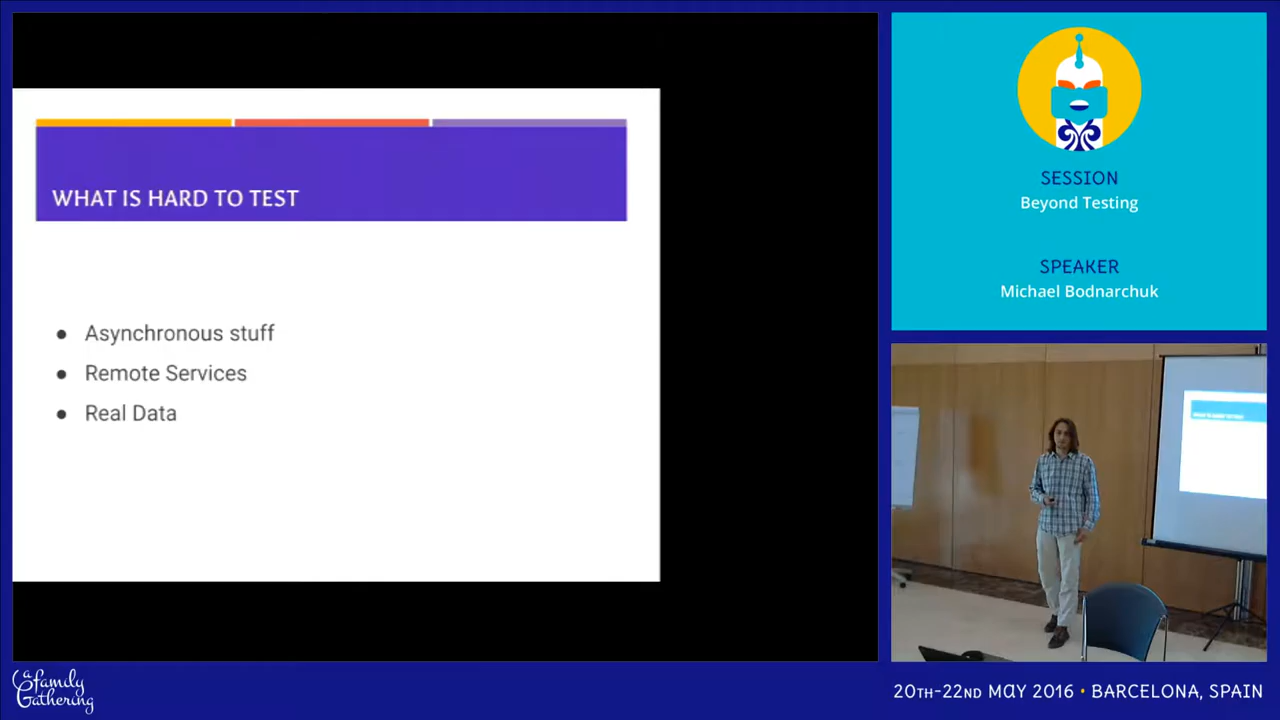 WHAT IS HARD TO TEST
Asynchronous stuff
Remote Services
Real Data
SESSION
Beyond Testing
SPEAKER
Michael Bodnarchuk
a family
Gathering
20TH-22ND MAY 2016 • BARCELONA, SPAIN